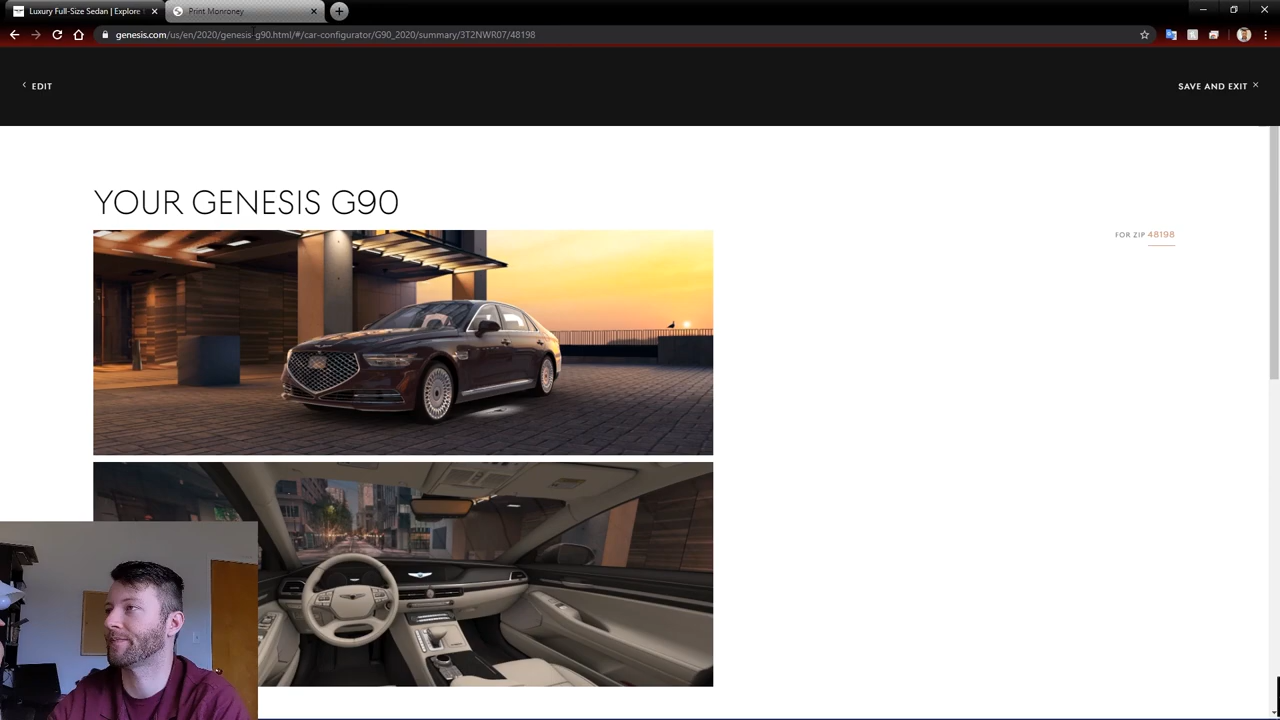 Luxury Full-Size Sedan | Explore
Print Monroney
genesis.com/us/en/2020/genesis-g90.html/#/car-configurator/G90_2020/summary/3T2NWR07/48198
EDIT
SAVE AND EXIT
YOUR GENESIS G90
FOR ZIP 48198